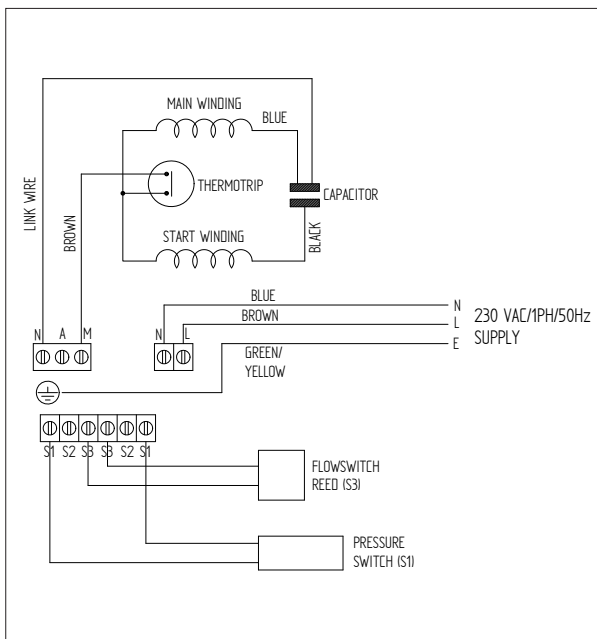 MAIN WINDING
BLUE
THERMOTRIP
CAPACITOR
LINK WIRE
BROWN
START WINDING
BLACK
N A M
N L
BLUE
BROWN
GREEN/
YELLOW
N
L
E
230 VAC/1PH/50Hz
SUPPLY
S1 S2 S3 S3 S2 S1
FLOWSWITCH
REED (S3)
PRESSURE
SWITCH (S1)